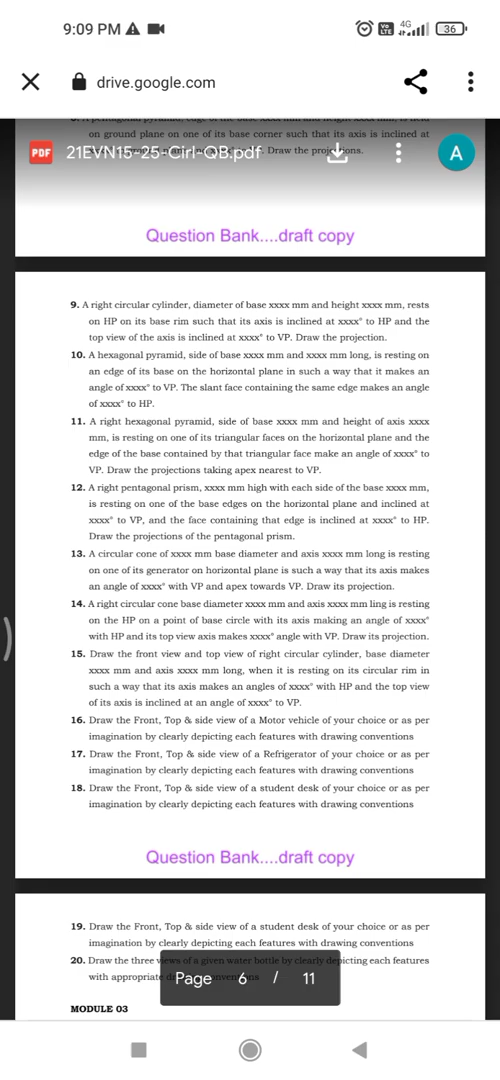 9:09 PM
Vo
LTE
4G
36
drive.google.com
on ground plane on one of its base corner such that its axis is inclined at
PDF 21EVN15-25-Cirl-QB.pdf A
Draw the projections.
Question Bank....draft copy
9. A right circular cylinder, diameter of base xxxx mm and height xxxx mm, rests
on HP on its base rim such that its axis is inclined at xxxx° to HP and the
top view of the axis is inclined at xxxx° to VP. Draw the projection.
10. A hexagonal pyramid, side of base xxxx mm and xxxx mm long, is resting on
an edge of its base on the horizontal plane in such a way that it makes an
angle of xxxx° to VP. The slant face containing the same edge makes an angle
of xxxx° to HP.
11. A right hexagonal pyramid, side of base xxxx mm and height of axis xxxx
mm, is resting on one of its triangular faces on the horizontal plane and the
edge of the base contained by that triangular face make an angle of xxxx° to
VP. Draw the projections taking apex nearest to VP.
12. A right pentagonal prism, xxxx mm high with each side of the base xxxx mm,
is resting on one of the base edges on the horizontal plane and inclined at
xxxx° to VP, and the face containing that edge is inclined at xxxx° to HP.
Draw the projections of the pentagonal prism.
13. A circular cone of xxxx mm base diameter and axis xxxx mm long is resting
on one of its generator on horizontal plane is such a way that its axis makes
an angle of xxxx° with VP and apex towards VP. Draw its projection.
14. A right circular cone base diameter xxxx mm and axis xxxx mm ling is resting
on the HP on a point of base circle with its axis making an angle of xxxx°
with HP and its top view axis makes xxxx° angle with VP. Draw its projection.
15. Draw the front view and top view of right circular cylinder, base diameter
xxxx mm and axis xxxx mm long, when it is resting on its circular rim in
such a way that its axis makes an angles of xxxx° with HP and the top view
of its axis is inclined at an angle of xxxx° to VP.
16. Draw the Front, Top & side view of a Motor vehicle of your choice or as per
imagination by clearly depicting each features with drawing conventions
17. Draw the Front, Top & side view of a Refrigerator of your choice or as per
imagination by clearly depicting each features with drawing conventions
18. Draw the Front, Top & side view of a student desk of your choice or as per
imagination by clearly depicting each features with drawing conventions
Question Bank....draft copy
19. Draw the Front, Top & side view of a student desk of your choice or as per
imagination by clearly depicting each features with drawing conventions
20. Draw the three views of a given water bottle by clearly depicting each features
with appropriate drawing conventions
Page 6 / 11
MODULE 03